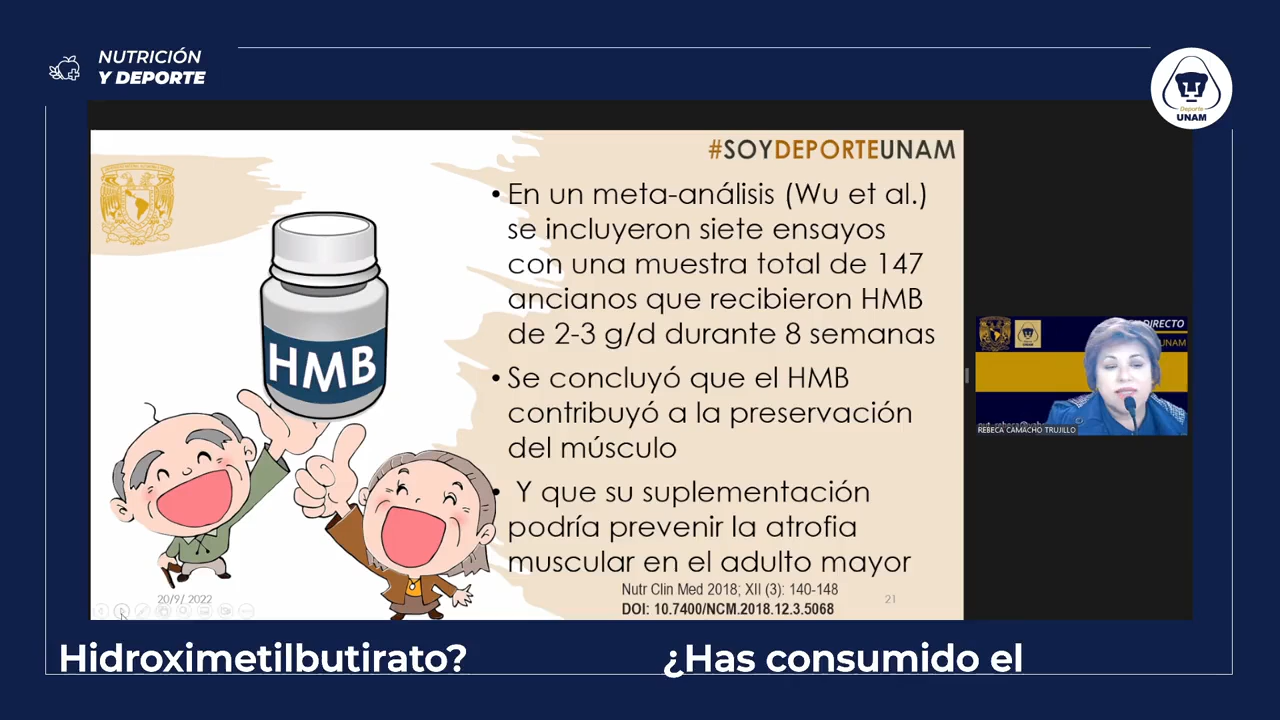 NUTRICIÓN
Y DEPORTE
Deporte
UNAM
#SOYDEPORTEUNAM
HMB
• En un meta-análisis (Wu et al.)
se incluyeron siete ensayos
con una muestra total de 147
ancianos que recibieron HMB
de 2-3 g/d durante 8 semanas
• Se concluyó que el HMB
contribuyó a la preservación
del músculo
• Y que su suplementación
podría prevenir la atrofia
muscular en el adulto mayor
Nutr Clin Med 2018; XII (3): 140-148
DOI: 10.7400/NCM.2018.12.3.5068
20/9/ 2022
21
DIRECTO
UNAM
REBECA CAMACHO TRUJILLO
Hidroximetilbutirato? ¿Has consumido el